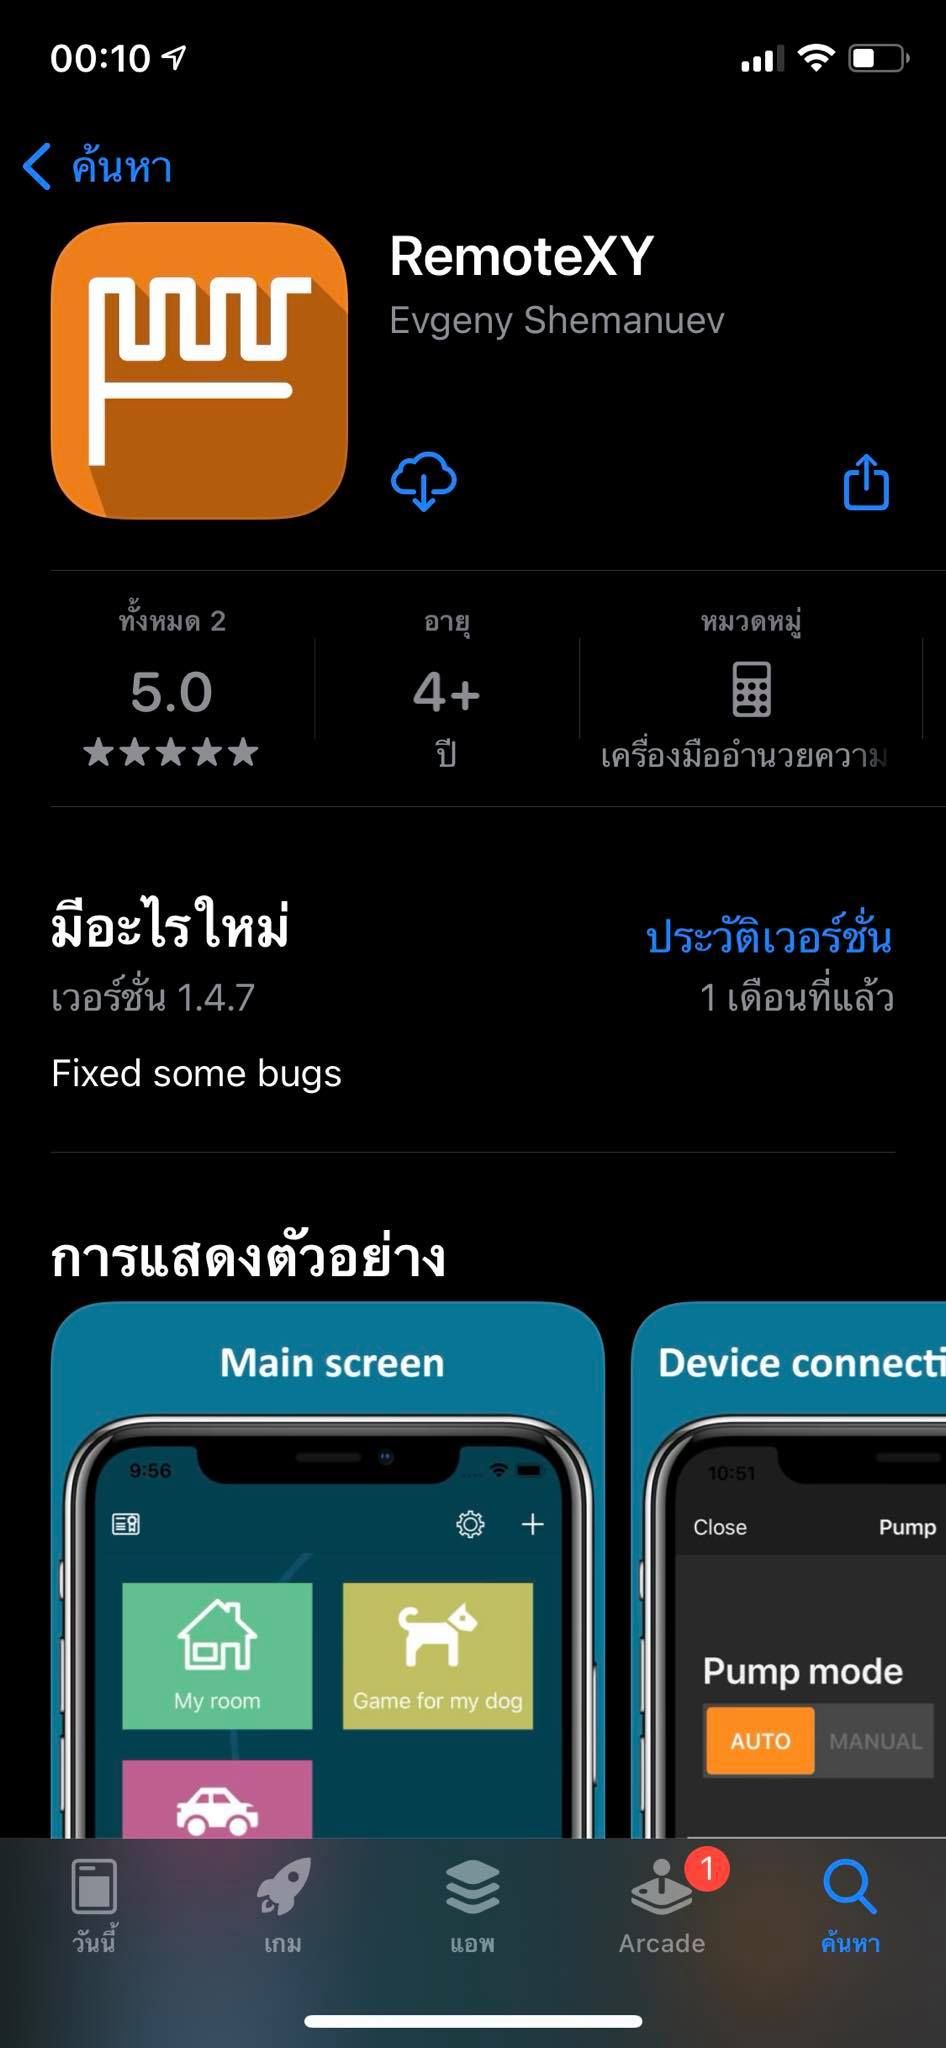 00:10
ค้นหา
RemoteXY
Evgeny Shemanuev
ทั้งหมด 2
5.0
อายุ
4+
ปี
หมวดหมู่
เครื่องมืออำนวยความ
มีอะไรใหม่
ประวัติเวอร์ชั่น
เวอร์ชั่น 1.4.7
1 เดือนที่แล้ว
Fixed some bugs
การแสดงตัวอย่าง
Main screen
9:56
My room
Game for my dog
Device connecti
10:51
Close
Pump
Pump mode
AUTO
MANUAL
วันนี้
เกม
แอพ
Arcade
1
ค้นหา